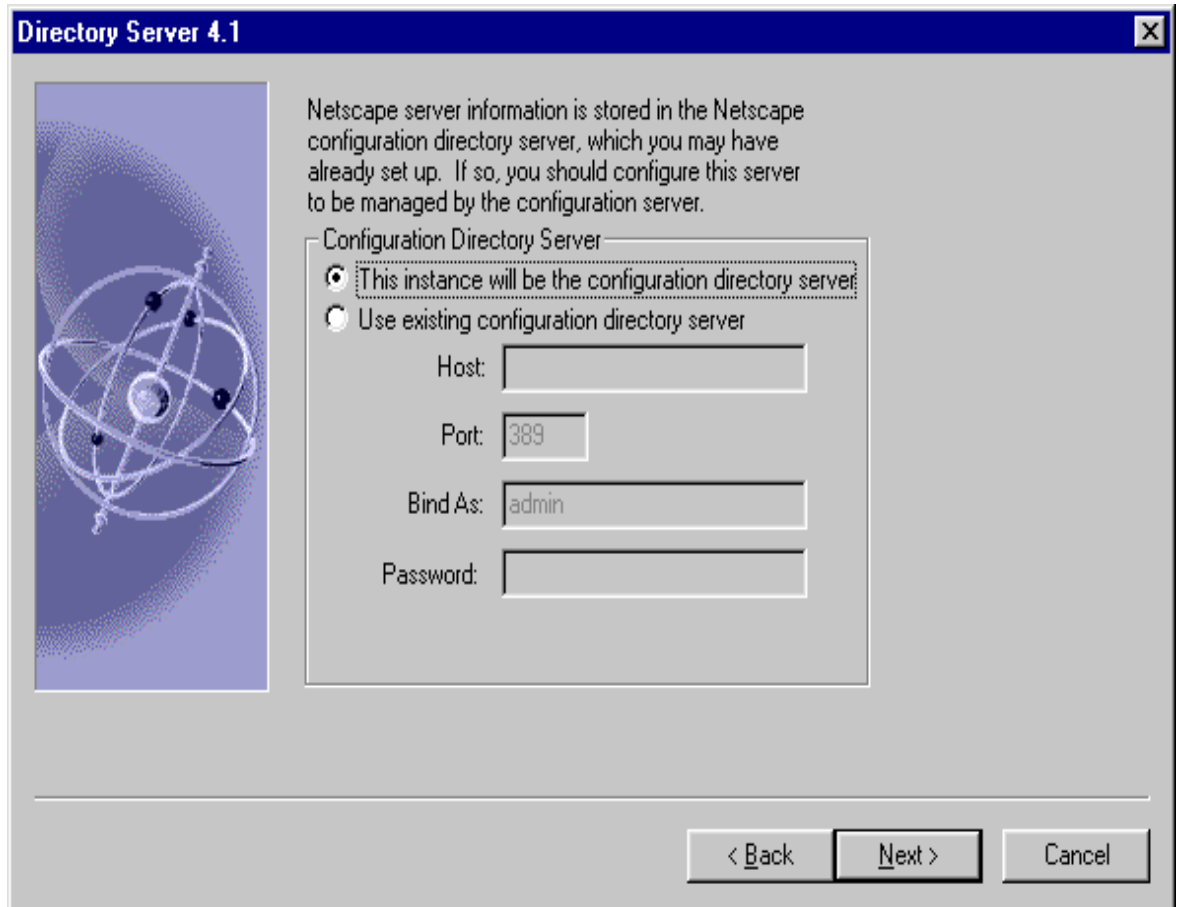 Directory Server 4.1
Netscape server information is stored in the Netscape
configuration directory server, which you may have
already set up.  If so, you should configure this server
to be managed by the configuration server.
Configuration Directory Server
This instance will be the configuration directory server
Use existing configuration directory server
Host:
Port: 389
Bind As: admin
Password:
< Back Next > Cancel